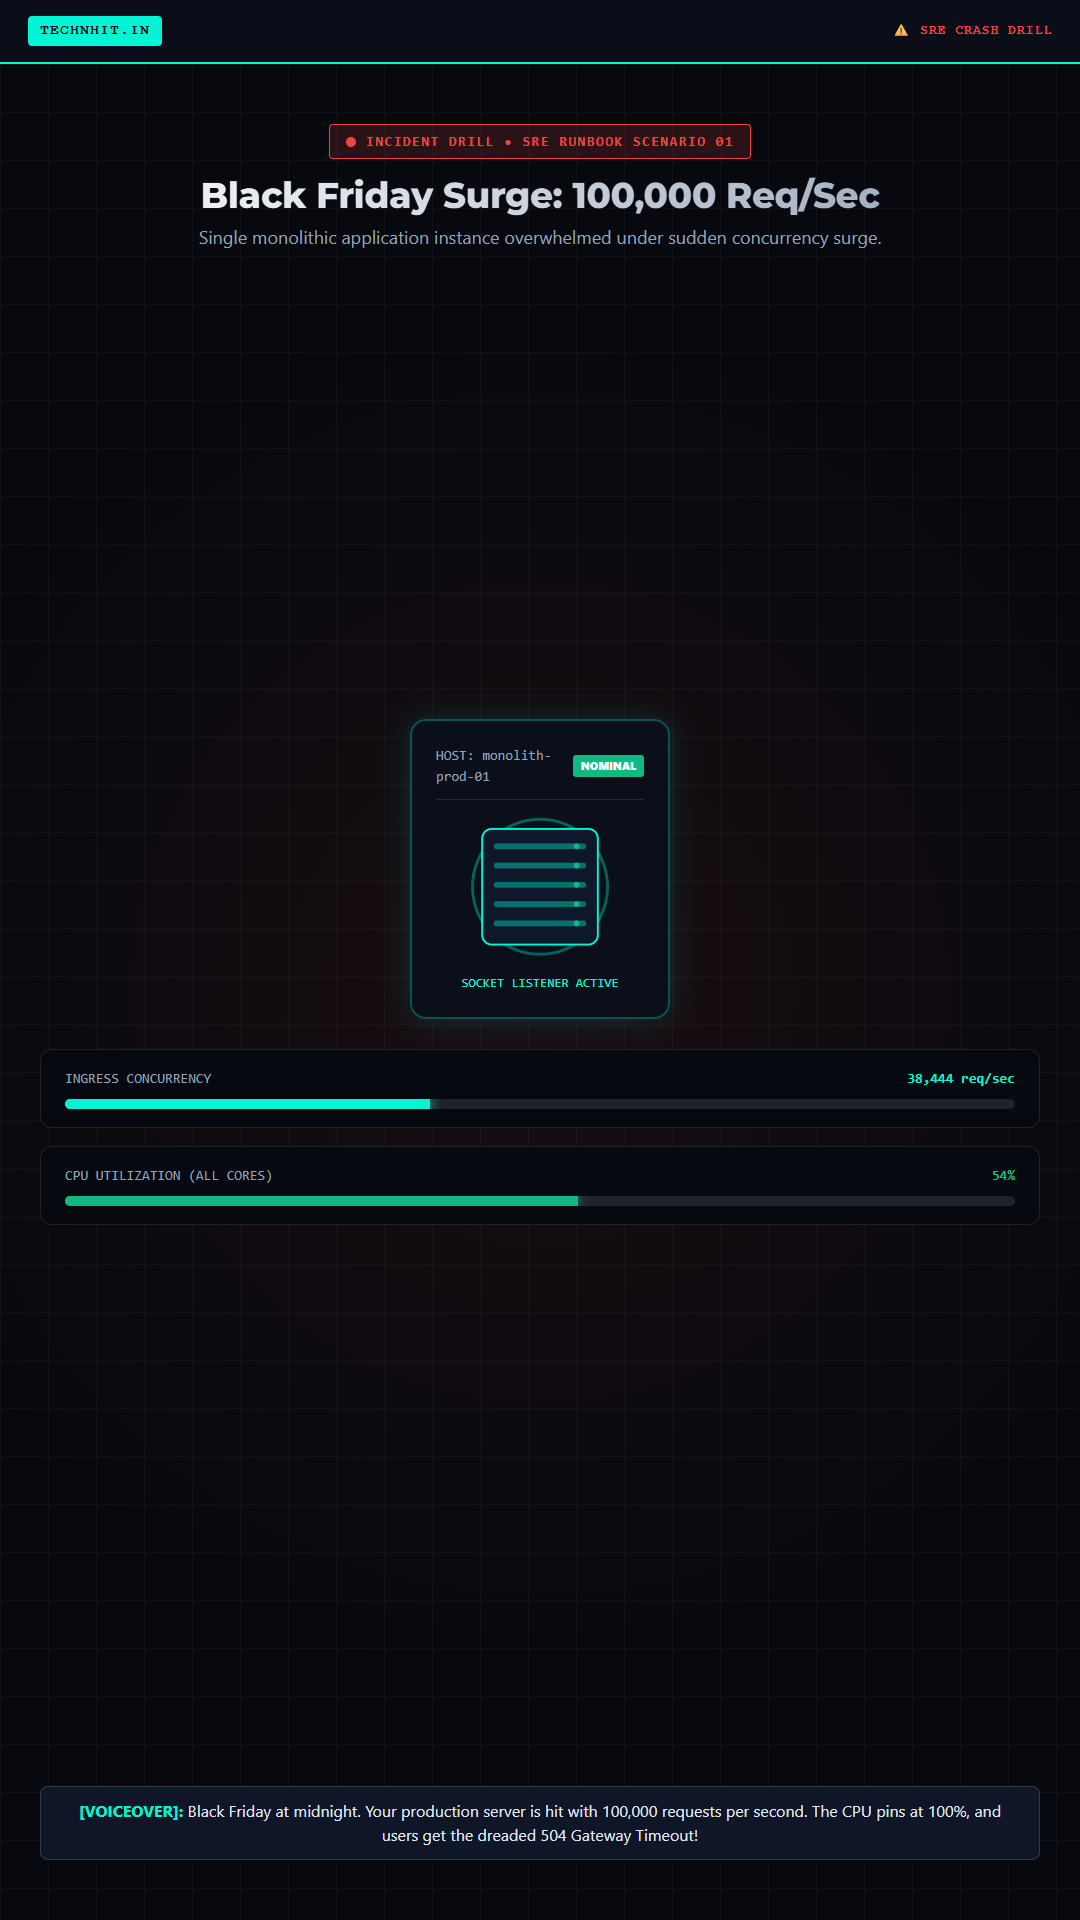 TECHNHIT.IN
⚠ SRE CRASH DRILL
INCIDENT DRILL • SRE RUNBOOK SCENARIO 01
Black Friday Surge: 100,000 Req/Sec
Single monolithic application instance overwhelmed under sudden concurrency surge.
HOST: monolith-
prod-01
NOMINAL
SOCKET LISTENER ACTIVE
INGRESS CONCURRENCY
38,444 req/sec
CPU UTILIZATION (ALL CORES)
54%
[VOICEOVER]: Black Friday at midnight. Your production server is hit with 100,000 requests per second. The CPU pins at 100%, and
users get the dreaded 504 Gateway Timeout!